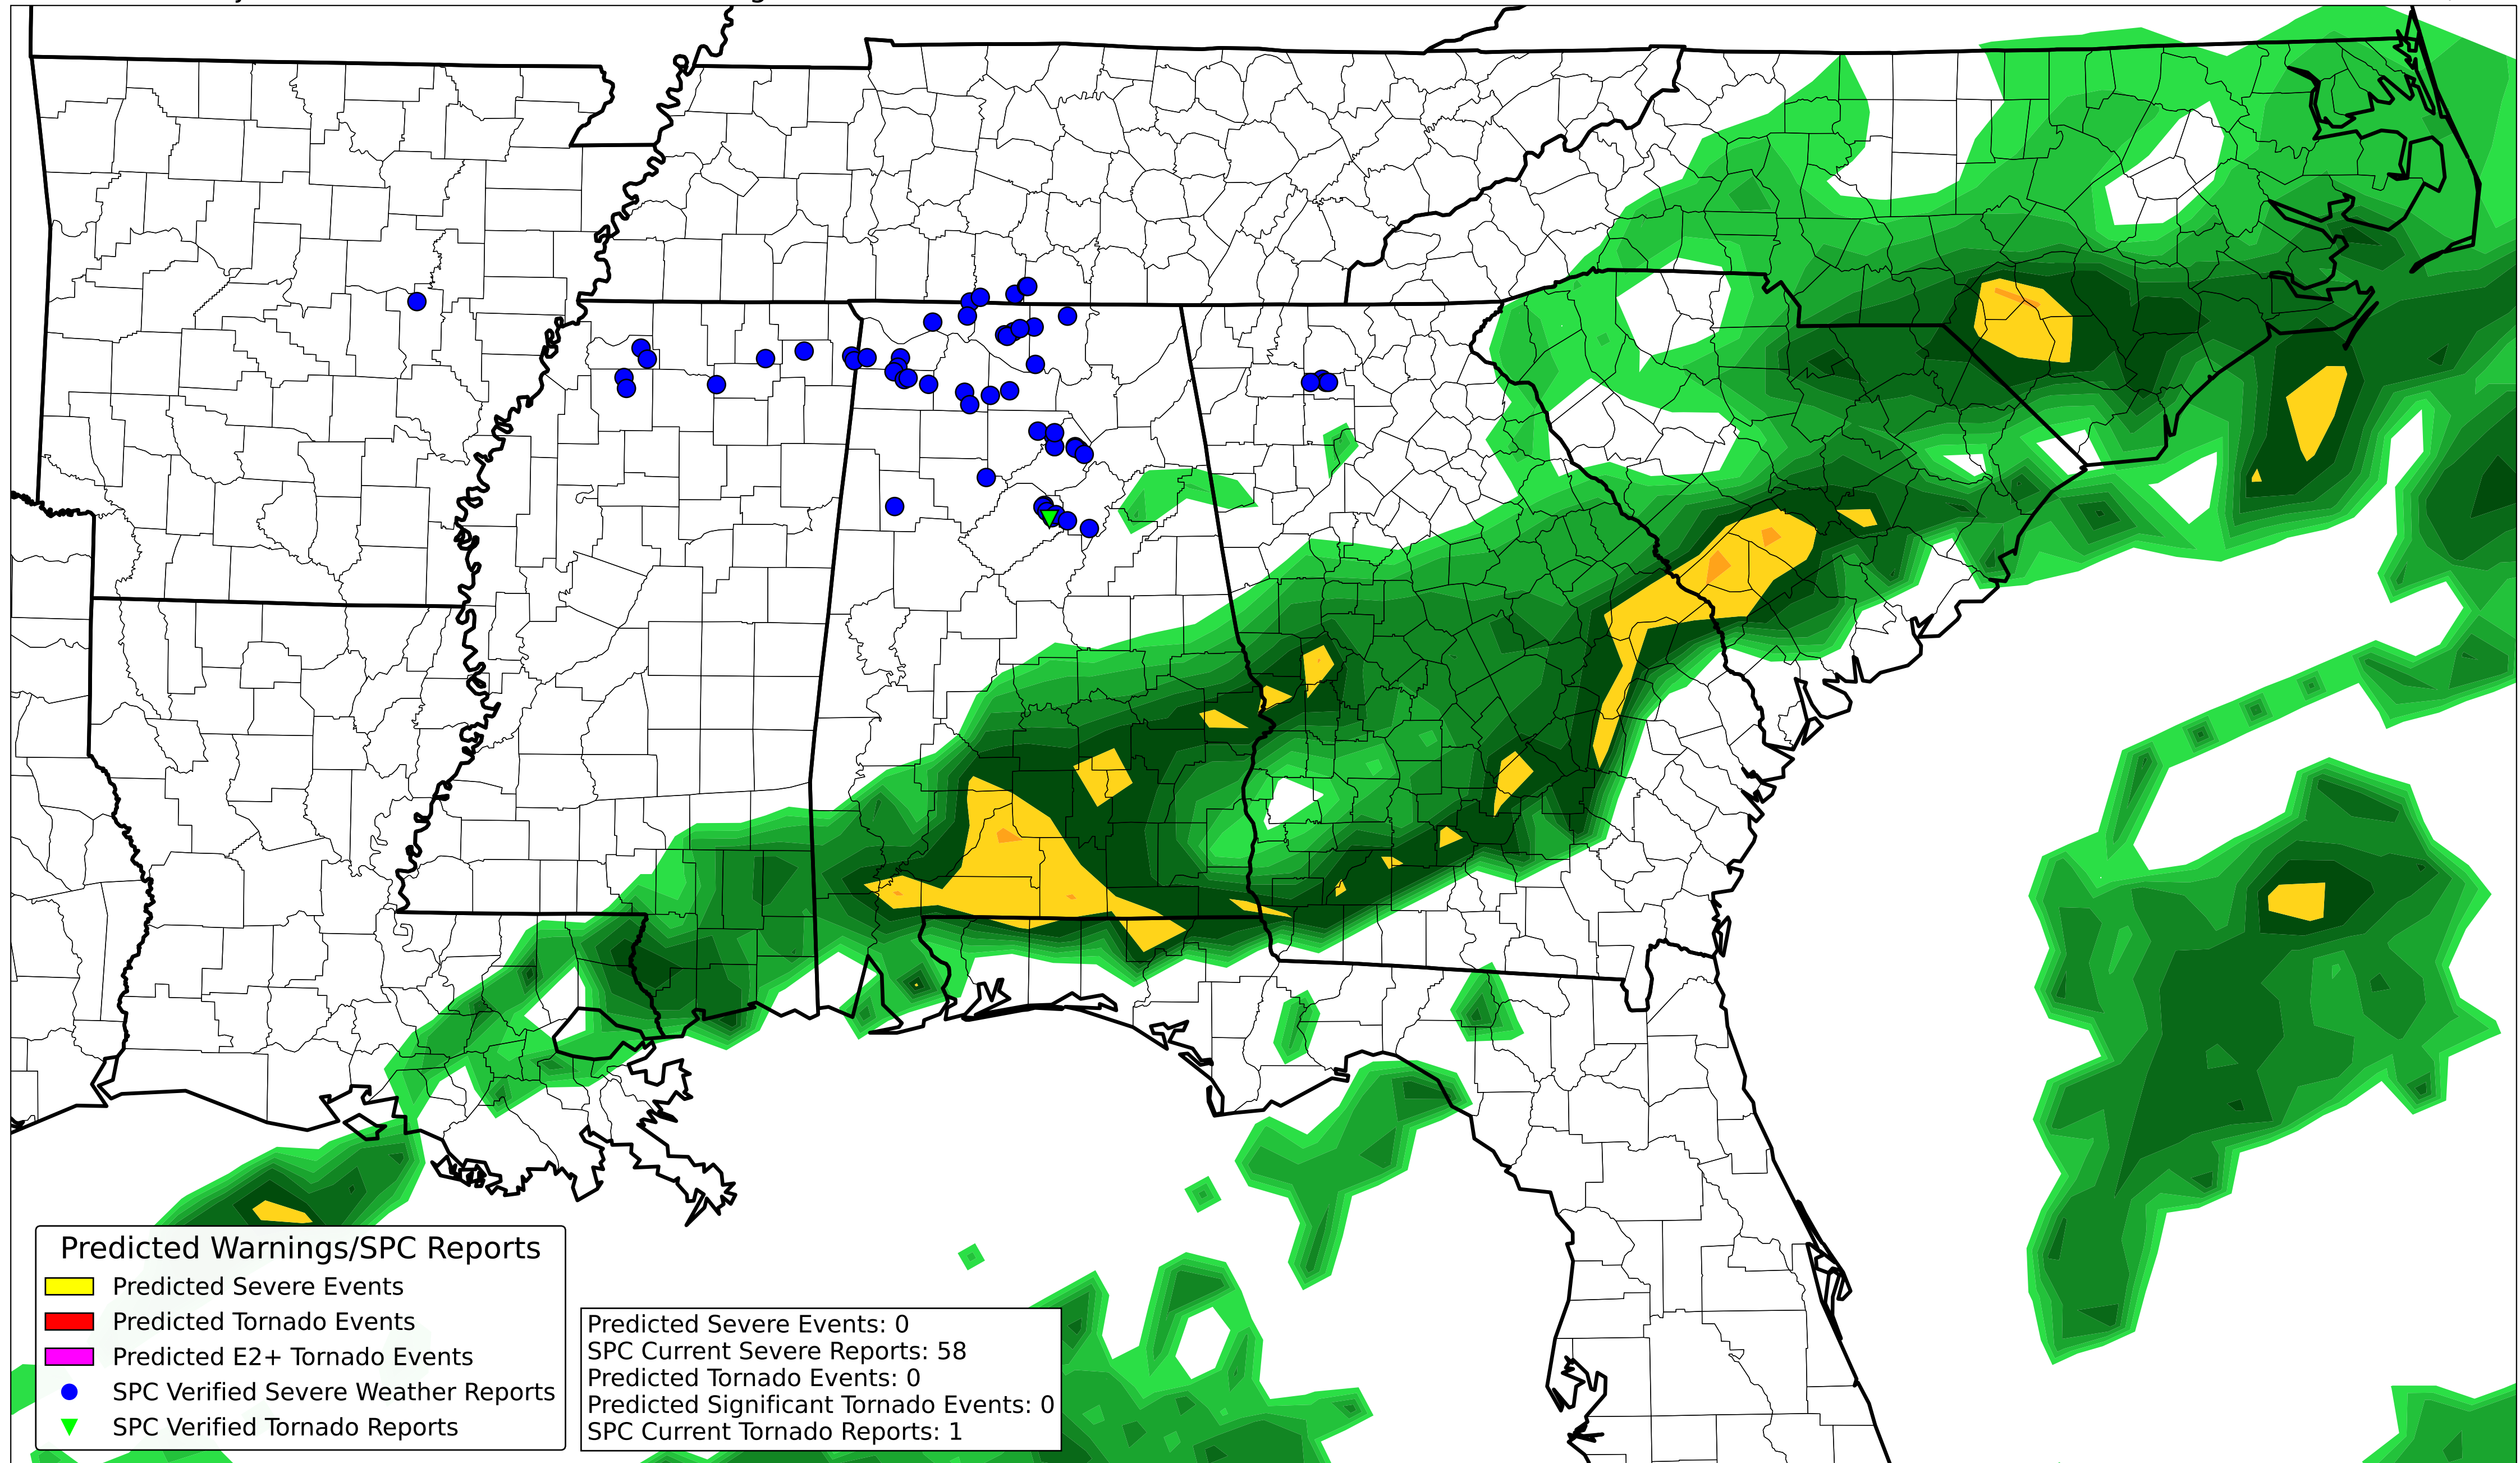 Predicted Warnings/SPC Reports
Predicted Severe Events
Predicted Tornado Events
Predicted E2+ Tornado Events
SPC Verified Severe Weather Reports
SPC Verified Tornado Reports
Predicted Severe Events: 0
SPC Current Severe Reports: 58
Predicted Tornado Events: 0
Predicted Significant Tornado Events: 0
SPC Current Tornado Reports: 1